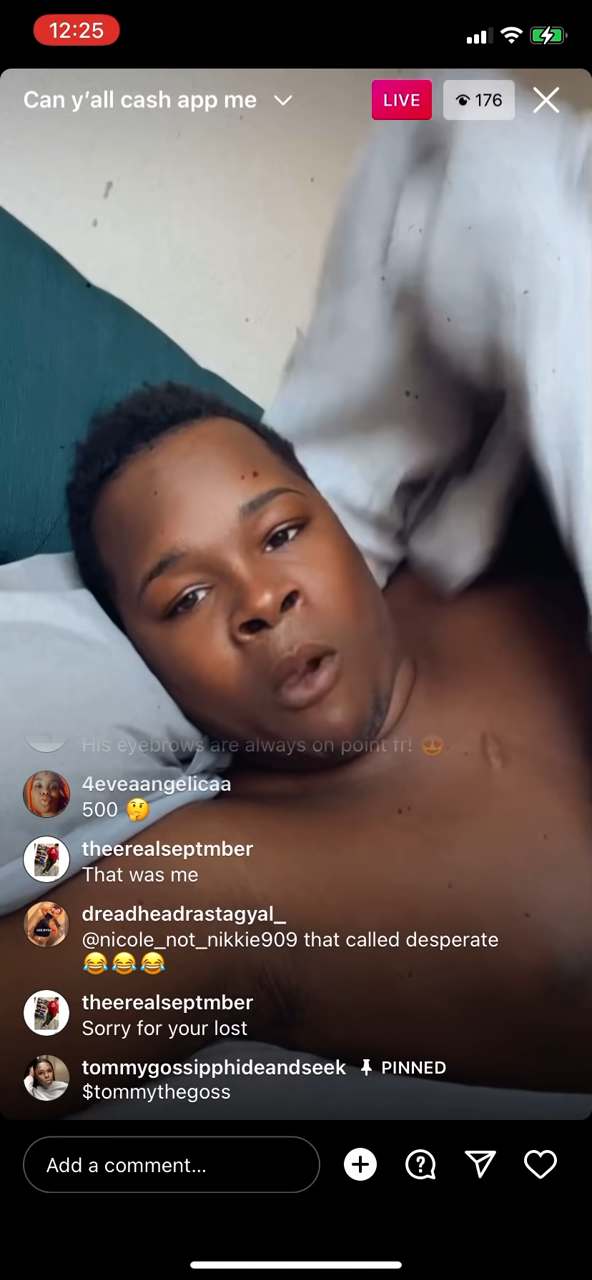 12:25
Can y’all cash app me
LIVE
176
His eyebrows are always on point fr! 😍
4eveaangelicaa
500 🤔
theerealseptmber
That was me
dreadheadrastagyal_
@nicole_not_nikkie909 that called desperate
😂😂😂
theerealseptmber
Sorry for your lost
tommygossipphideandseek PINNED
$tommythegoss
Add a comment...